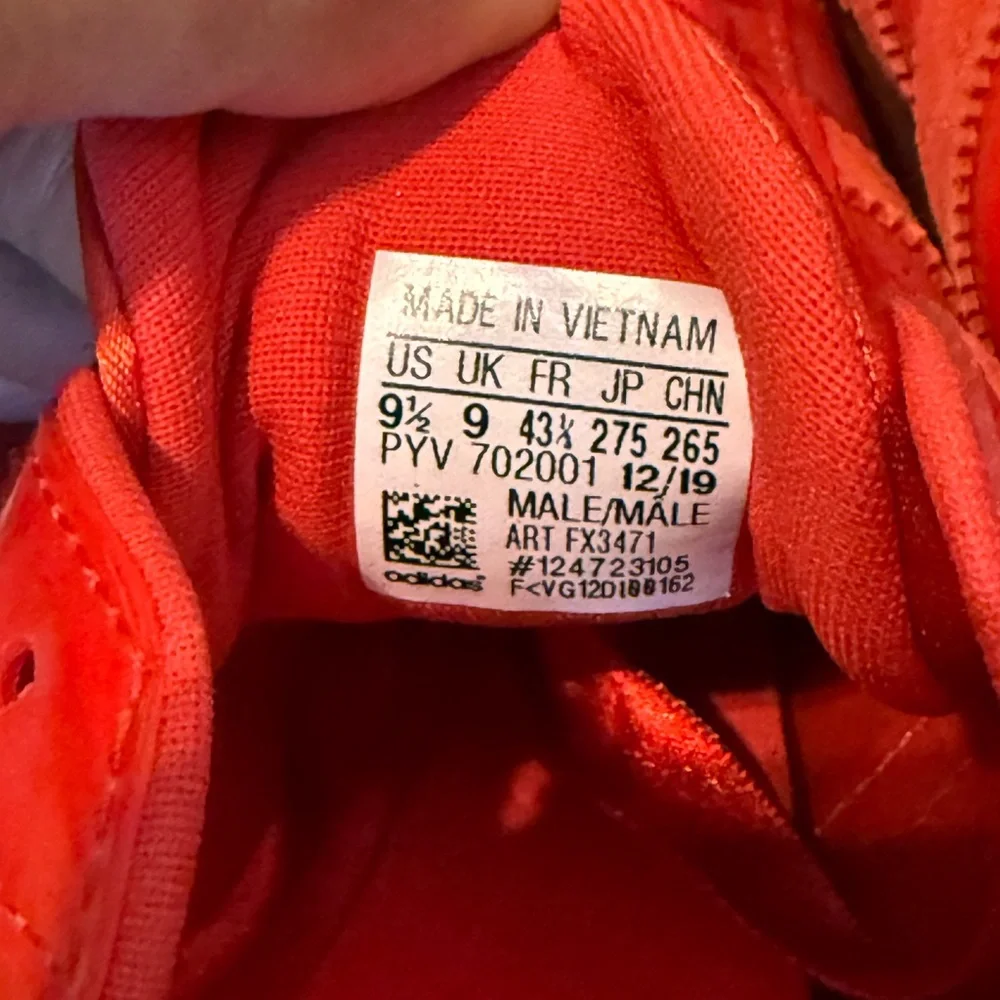 MADE IN VIETNAM
US UK FR JP CHN
9½ 9 43⅓ 275 265
PYV 702001 12/19
MALE/MÂLE
ART FX3471
#124723105
adidas